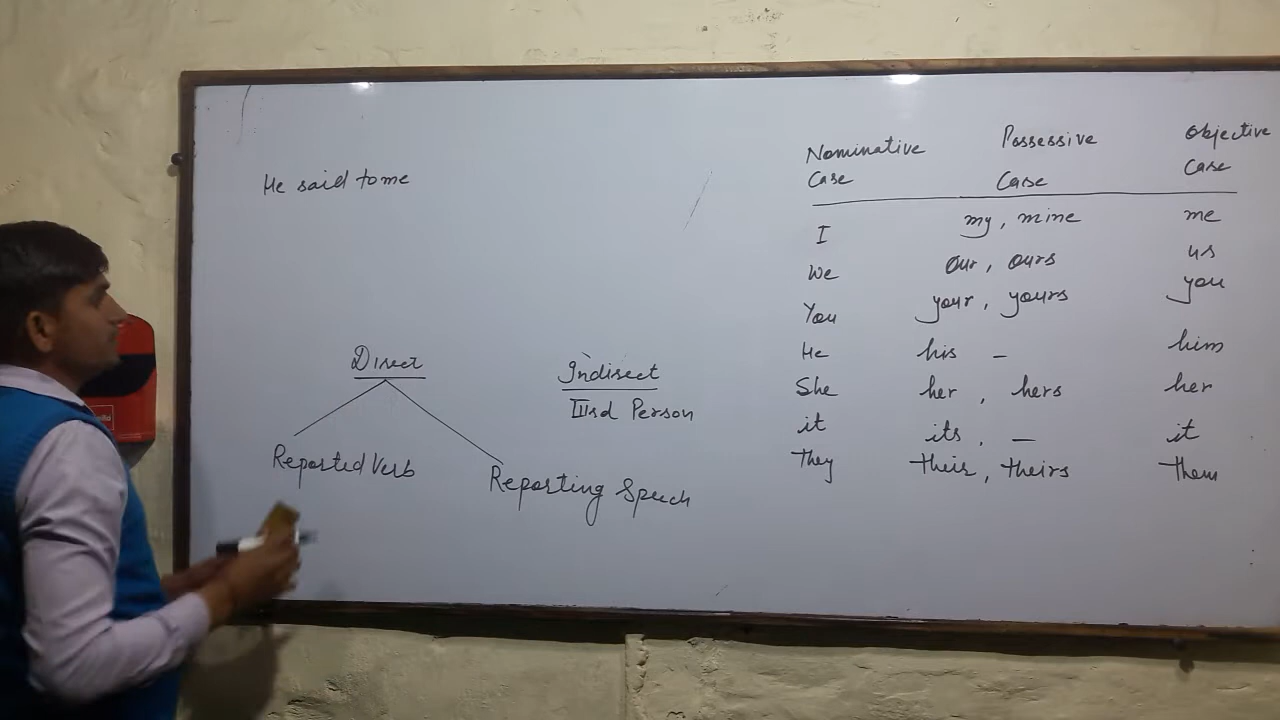 He said to me
Direct
Reported Verb
Reporting Speech
Indirect
IIIrd Person
Nominative Case Possessive Case Objective Case
I my, mine me
We our, ours us
You your, yours you
He his - him
She her, hers her
it its, - it
They their, theirs them